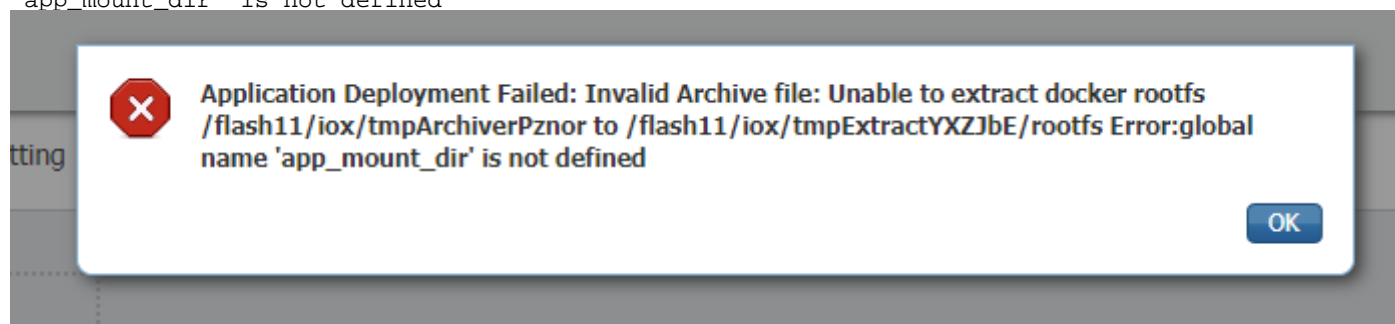 app_mount_dir' is not defined
Application Deployment Failed: Invalid Archive file: Unable to extract docker rootfs
/flash11/iox/tmpArchiverPznor to /flash11/iox/tmpExtractYXZJbE/rootfs Error:global
name 'app_mount_dir' is not defined
tting
OK